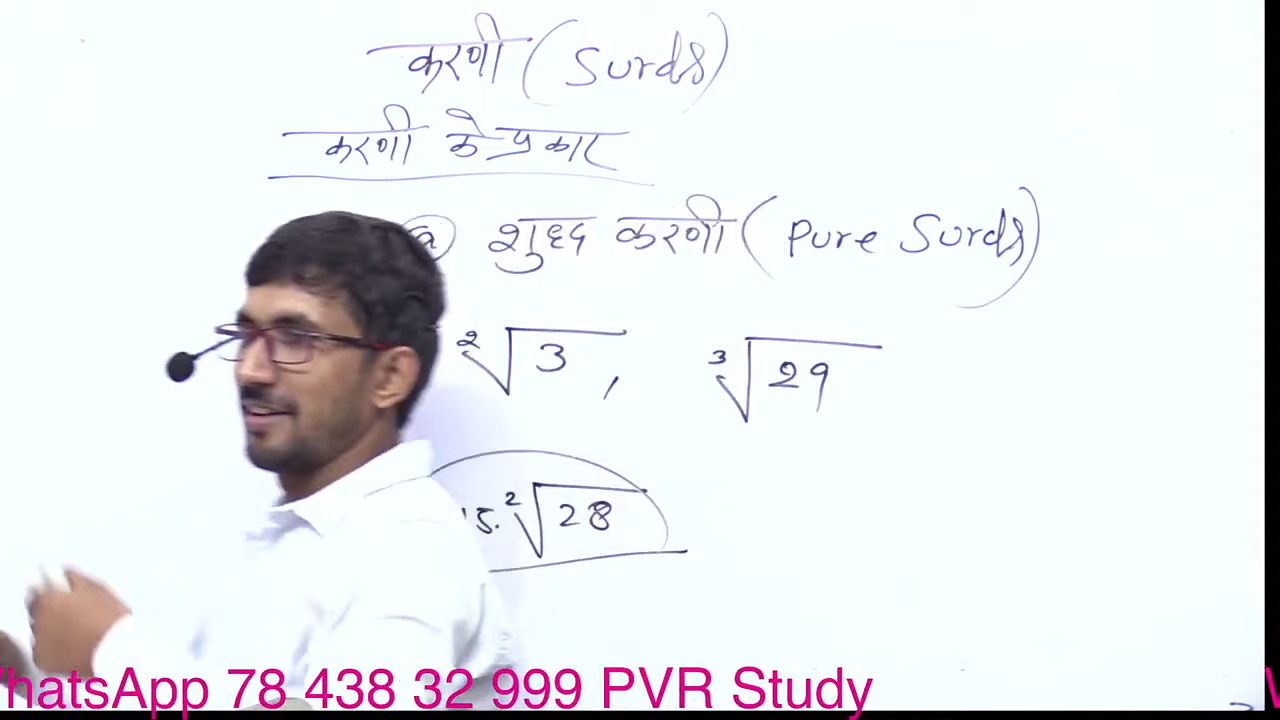 करणी (Surds)
करणी के प्रकार
(a) शुद्ध करणी (Pure Surds)
²√3 , ³√29
15.²√28
hatsApp 78 438 32 999 PVR Study